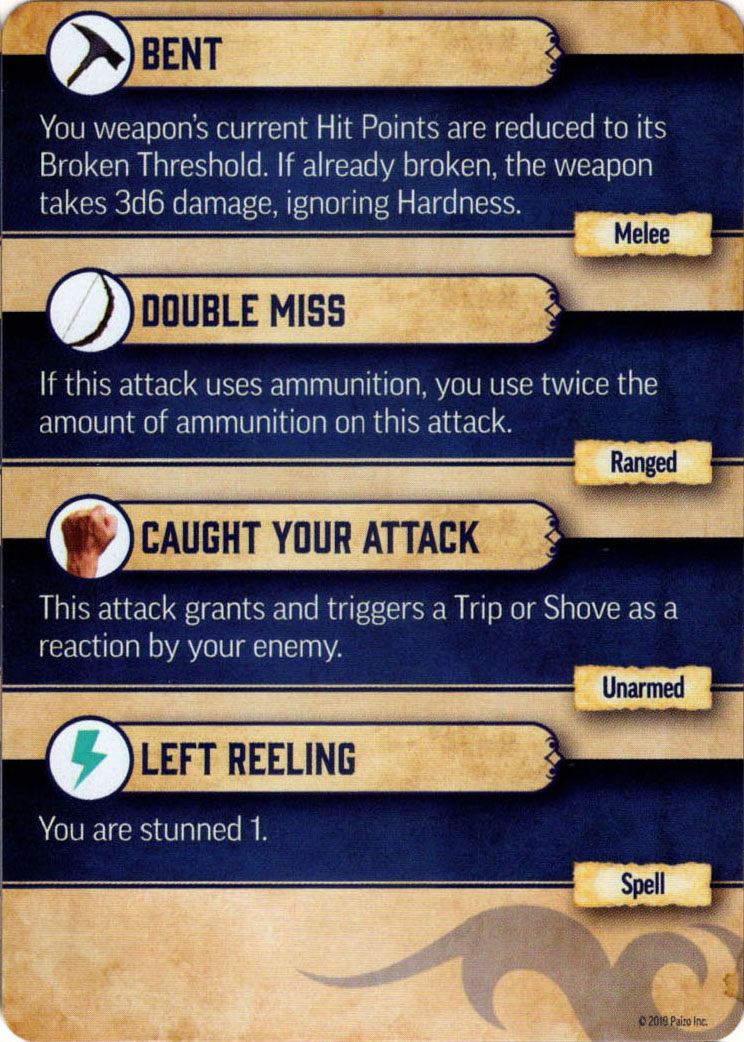 BENT
You weapon's current Hit Points are reduced to its
Broken Threshold. If already broken, the weapon
takes 3d6 damage, ignoring Hardness.
Melee
DOUBLE MISS
If this attack uses ammunition, you use twice the
amount of ammunition on this attack.
Ranged
CAUGHT YOUR ATTACK
This attack grants and triggers a Trip or Shove as a
reaction by your enemy.
Unarmed
LEFT REELING
You are stunned 1.
Spell
© 2019 Paizo Inc.